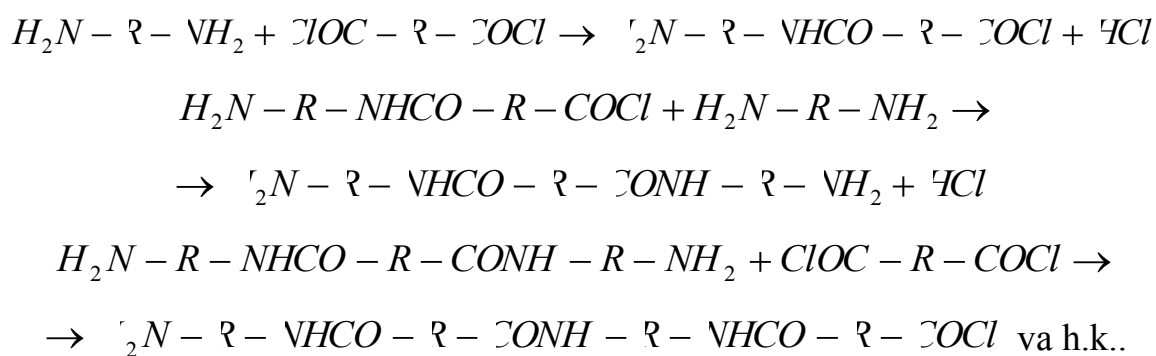 H₂N – R – NH₂ + ClOC – R – COCl → H₂N – R – NHCO – R – COCl + HCl
H₂N – R – NHCO – R – COCl + H₂N – R – NH₂ →
→ H₂N – R – NHCO – R – CONH – R – NH₂ + HCl
H₂N – R – NHCO – R – CONH – R – NH₂ + ClOC – R – COCl →
→ H₂N – R – NHCO – R – CONH – R – NHCO – R – COCl va h.k..